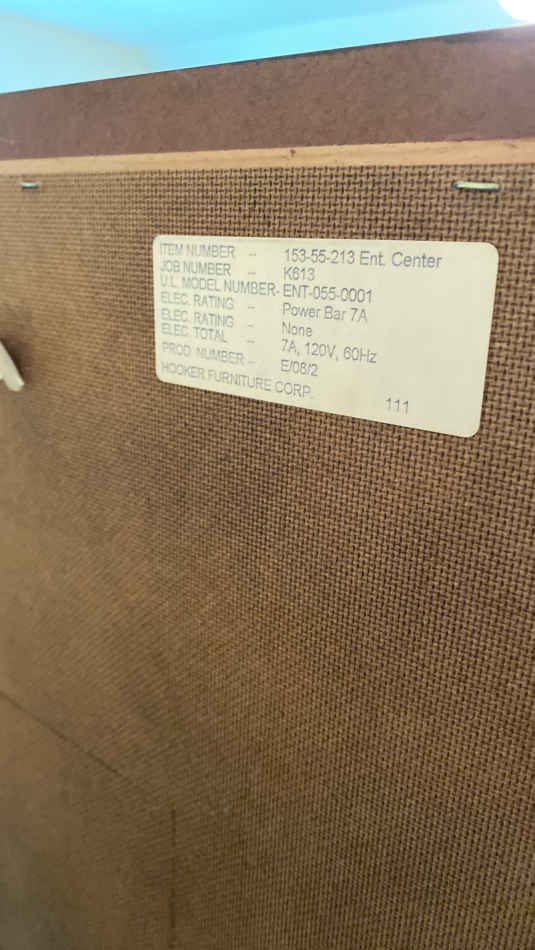 ITEM NUMBER -- 153-55-213 Ent. Center
JOB NUMBER -- K613
U.L. MODEL NUMBER- ENT-055-0001
ELEC. RATING -- Power Bar 7A
ELEC. RATING -- None
ELEC. TOTAL -- 7A, 120V, 60Hz
PROD. NUMBER -- E/06/2
HOOKER FURNITURE CORP. 111